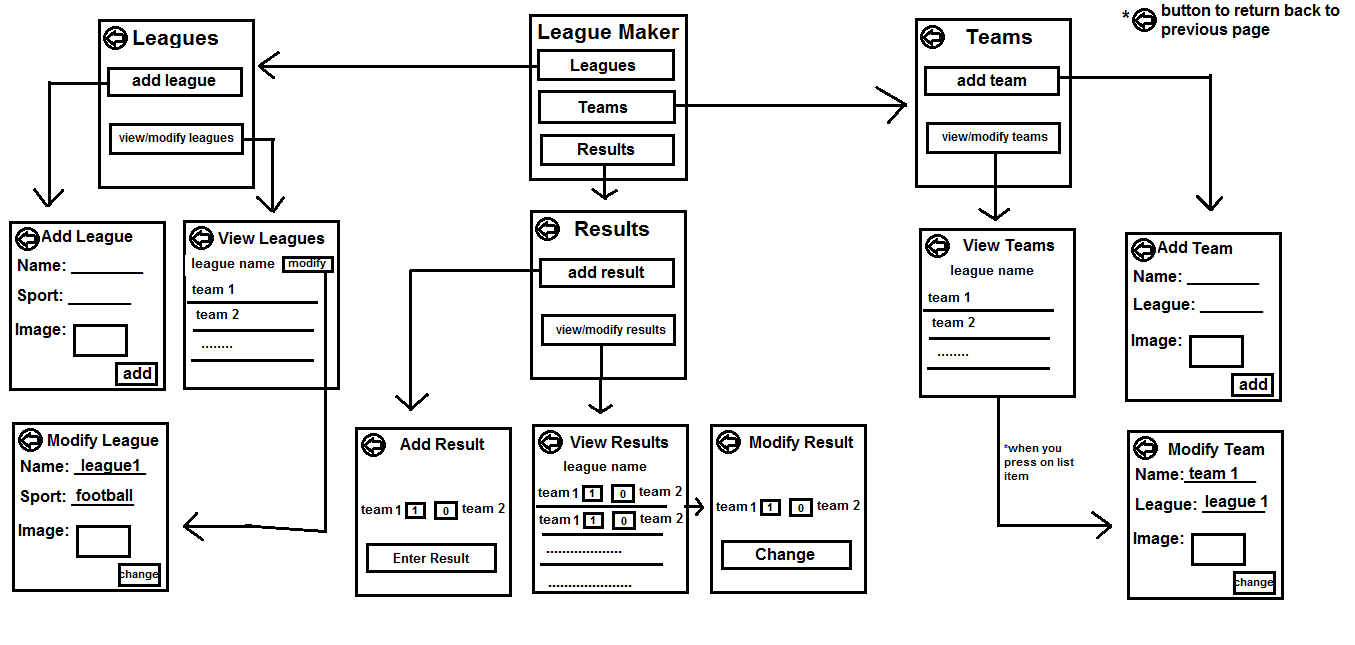 League Maker
Leagues
Teams
Results
Leagues
add league
view/modify leagues
Teams
add team
view/modify teams
* button to return back to
previous page
Add League
Name: ________
Sport: _______
Image:
add
View Leagues
league name modify
team 1
team 2
........
Results
add result
view/modify results
View Teams
league name
team 1
team 2
........
Add Team
Name: ________
League: _______
Image:
add
Modify League
Name: league1
Sport: football
Image:
change
Add Result
team 1 1 0 team 2
Enter Result
View Results
league name
team 1 1 0 team 2
team 1 1 0 team 2
....................
......................
Modify Result
team 1 1 0 team 2
Change
*when you
press on list
item
Modify Team
Name: team 1
League: league 1
Image:
change